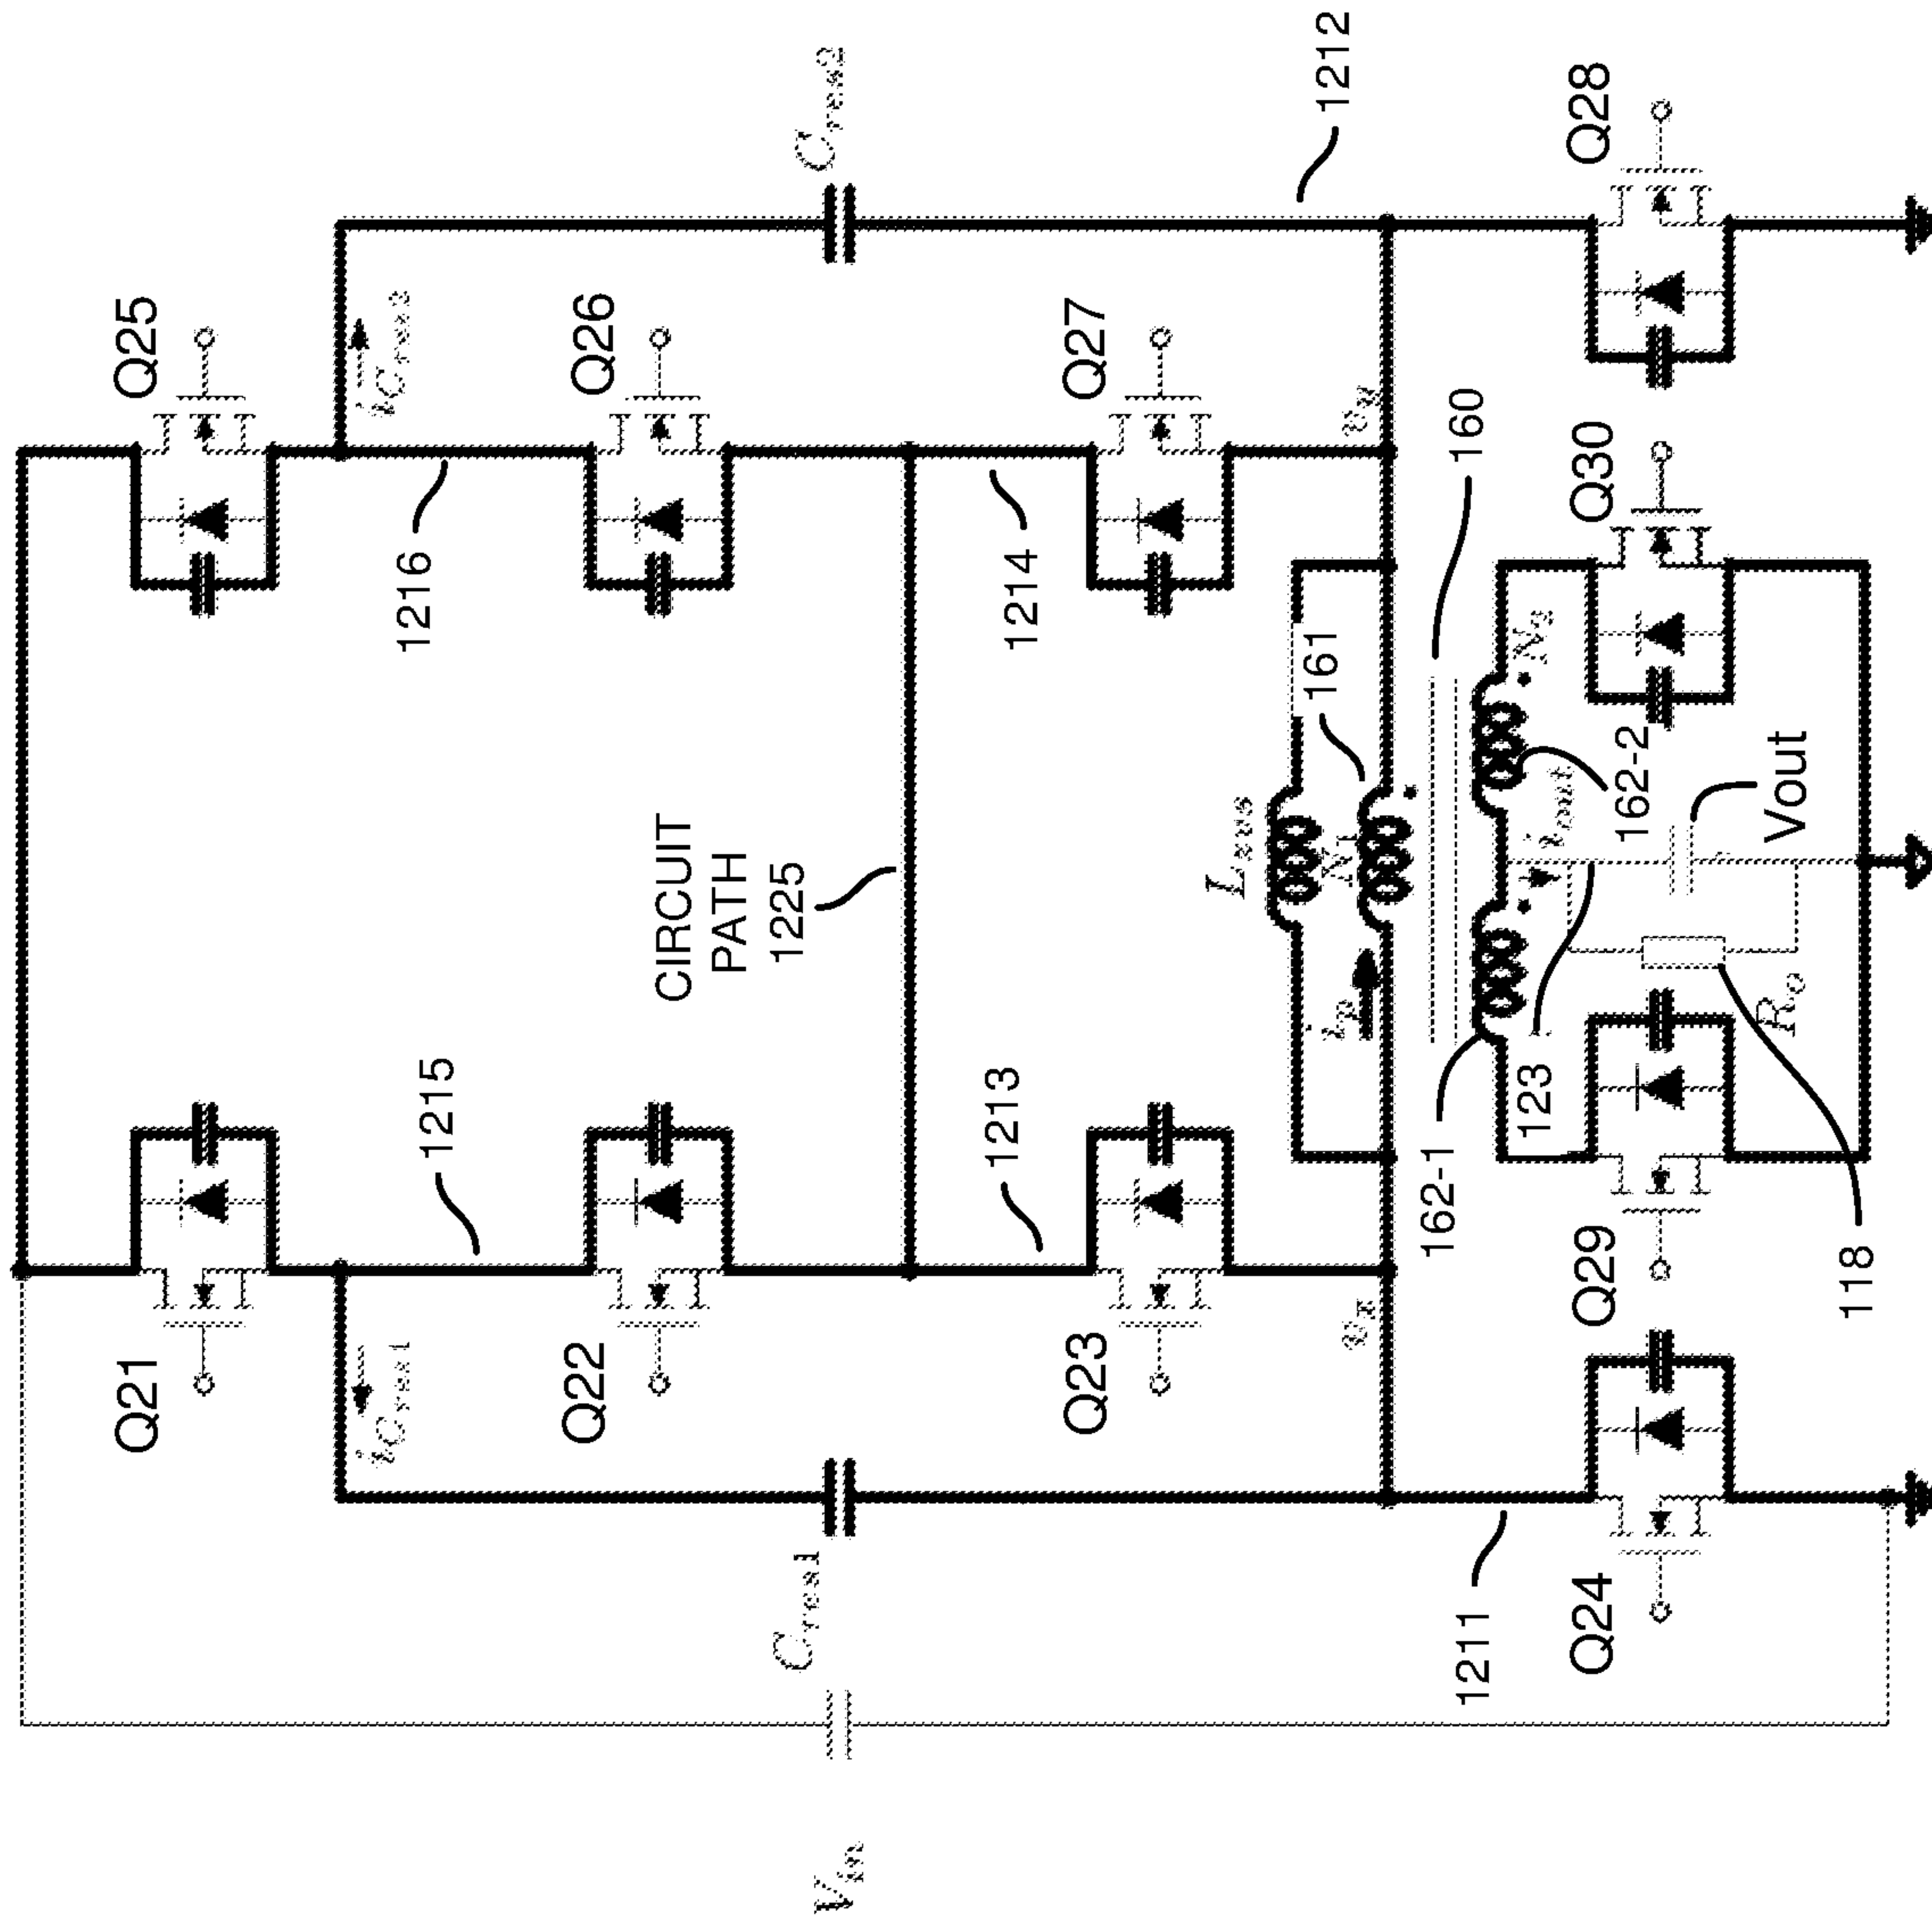 Q21
Q25
1215
1216
i_Cres1
i_Cres2
Q22
Q26
V_in
C_res1
C_res2
CIRCUIT
PATH
1225
1213
1214
Q23
Q27
L_aux
161
1212
N1
i_p
v_x
v_y
160
1211
162-1
123
i_out
162-2
N_2
Q24
Q29
Q30
Q28
R_o
Vout
118